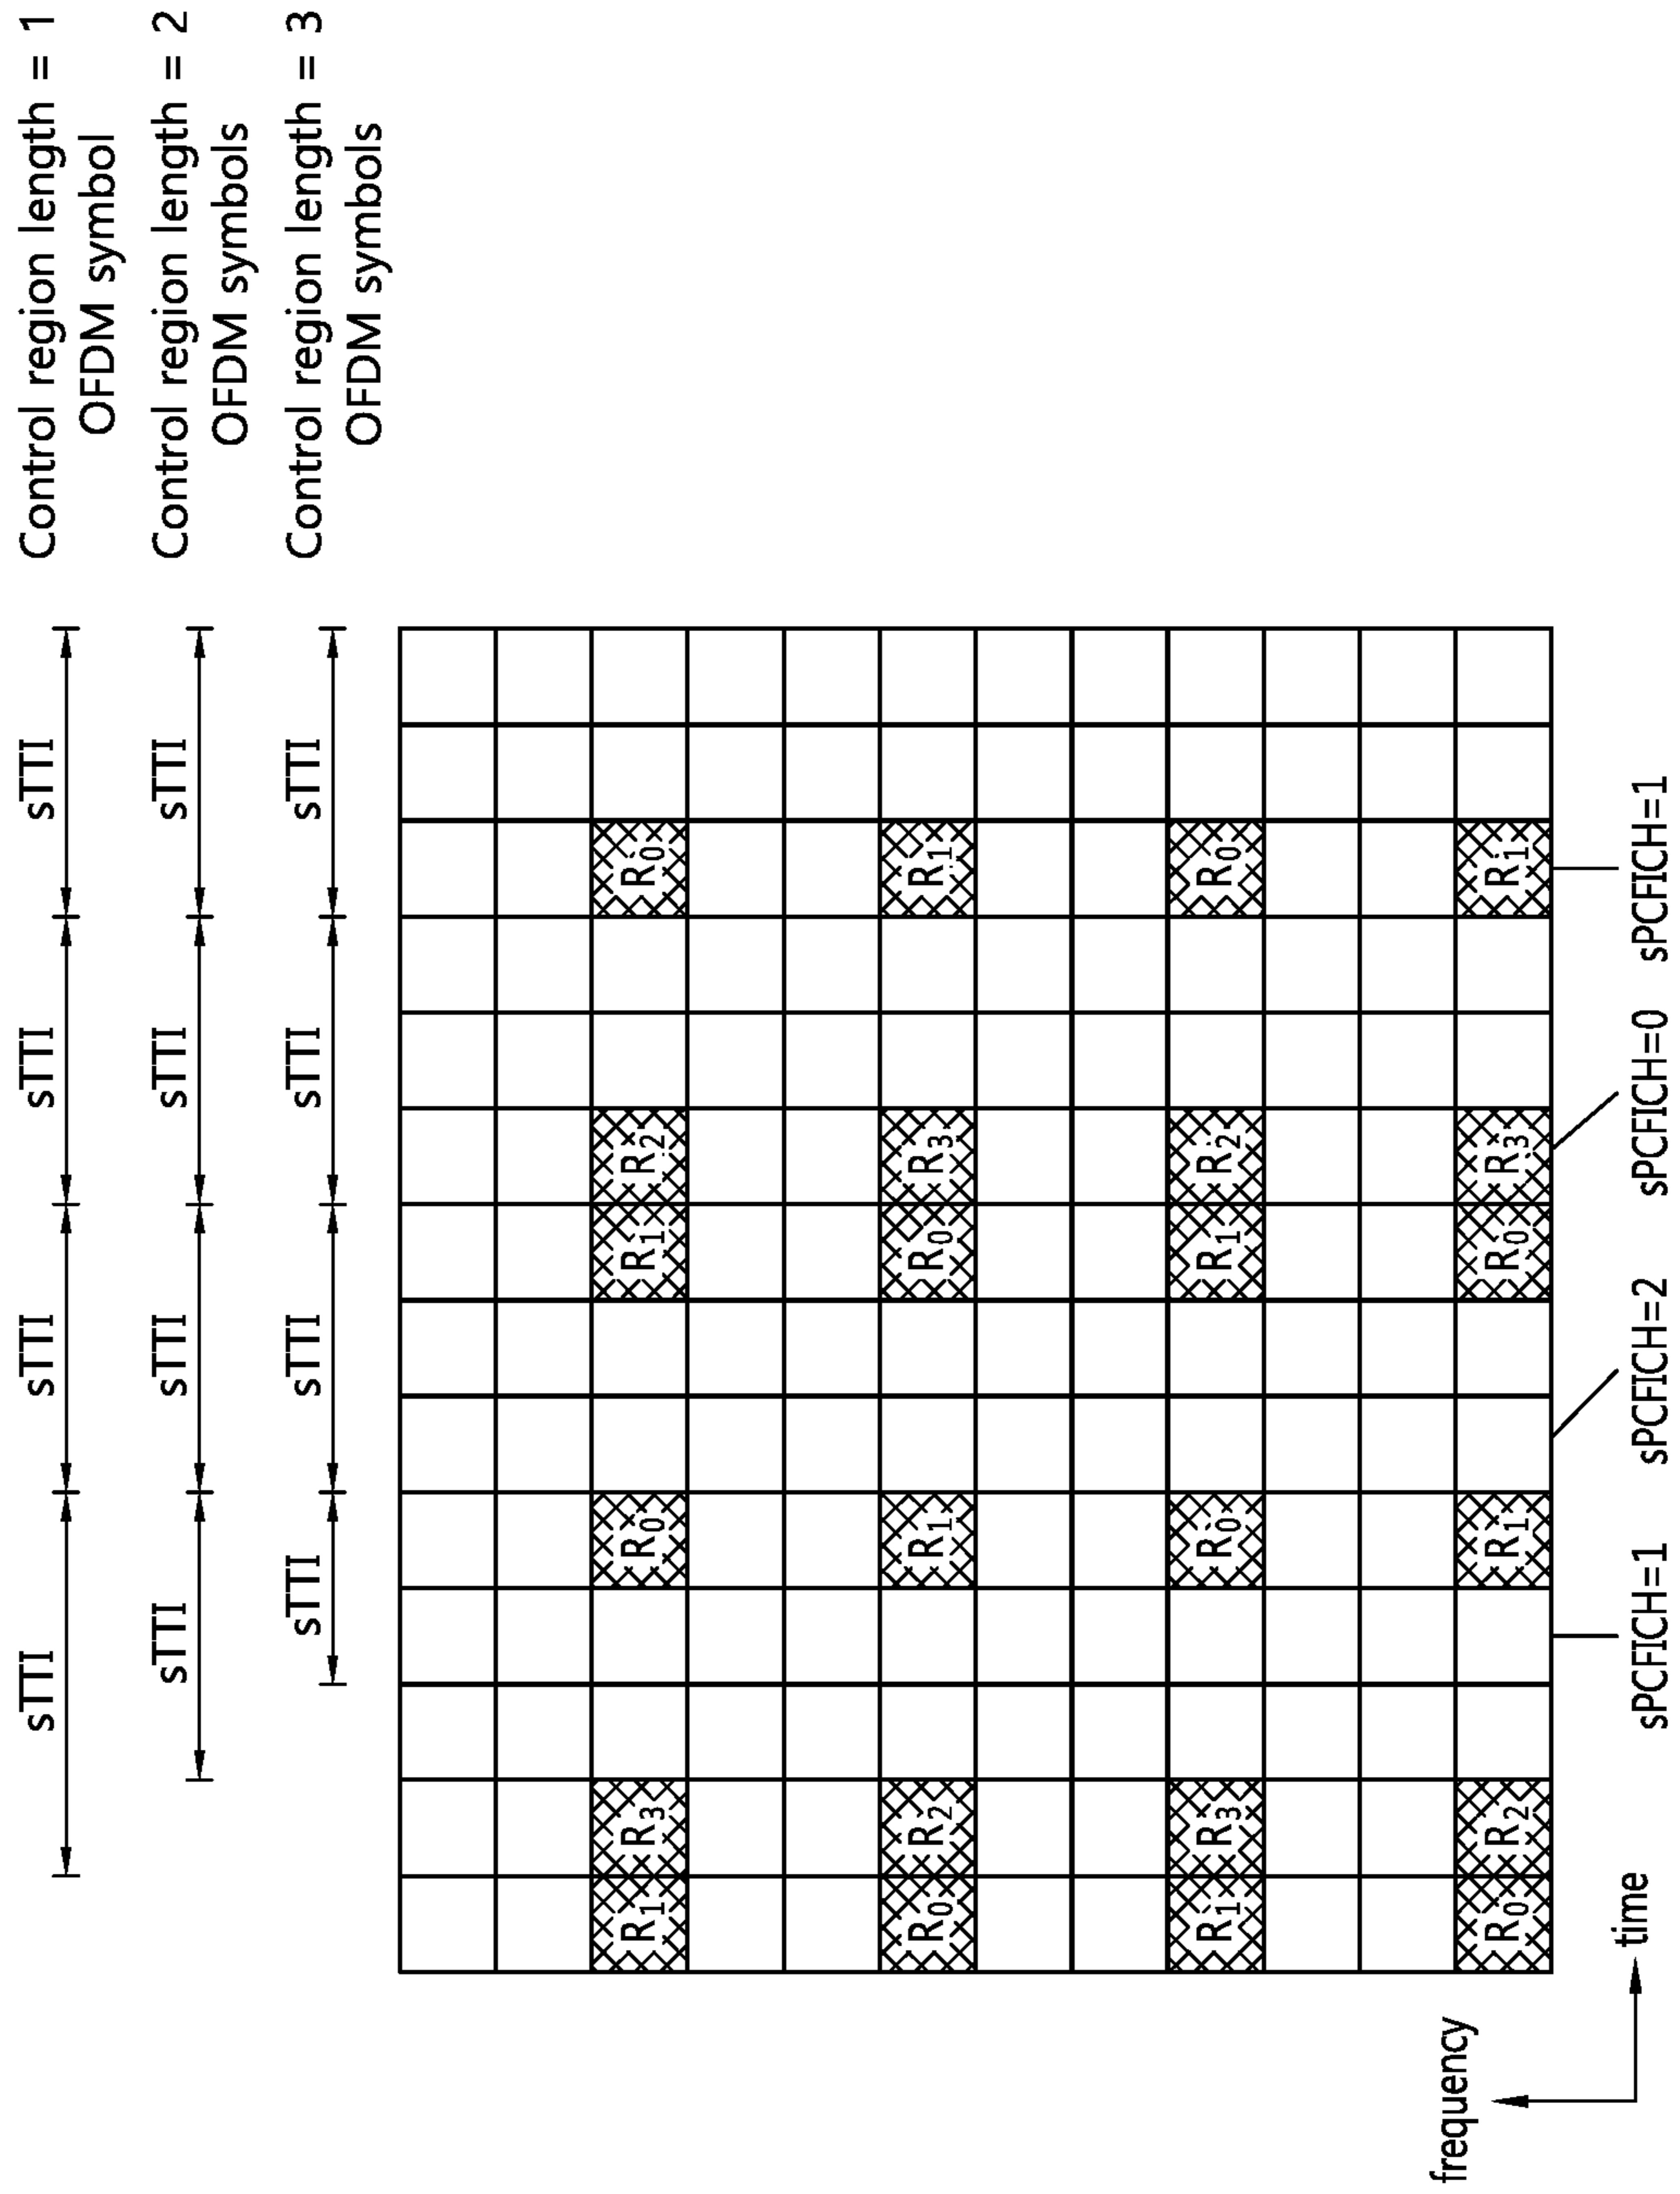 sTTI sTTI sTTI sTTI Control region length = 1
OFDM symbol
sTTI sTTI sTTI sTTI Control region length = 2
OFDM symbols
sTTI sTTI sTTI sTTI Control region length = 3
OFDM symbols
R1 R3 R0 R1 R2 R0
R0 R2 R1 R0 R3 R1
R1 R3 R0 R1 R2 R0
R0 R2 R1 R0 R3 R1
frequency
time
sPCFICH=1 sPCFICH=2 sPCFICH=0 sPCFICH=1